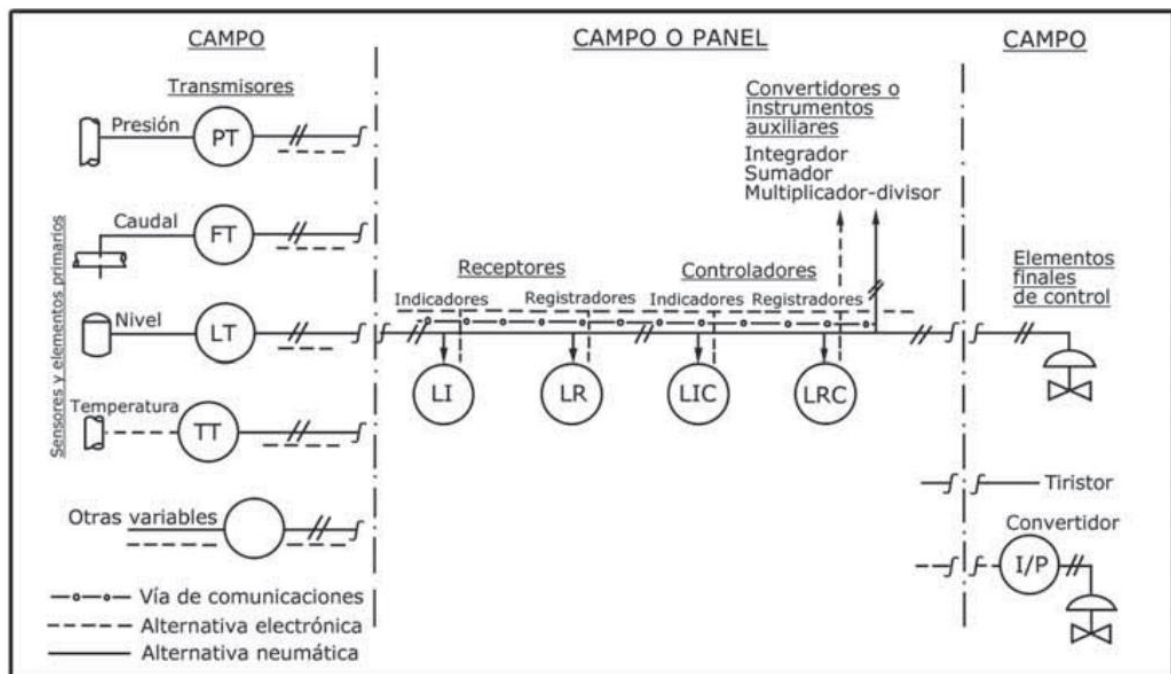 CAMPO
CAMPO O PANEL
CAMPO
Transmisores
Presión
PT
Caudal
FT
Nivel
LT
Temperatura
TT
Otras variables
Sensores y elementos primarios
Convertidores o
instrumentos
auxiliares
Integrador
Sumador
Multiplicador-divisor
Receptores
Controladores
Indicadores
Registradores
Indicadores
Registradores
LI
LR
LIC
LRC
Elementos
finales
de control
Tiristor
Convertidor
I/P
Vía de comunicaciones
Alternativa electrónica
Alternativa neumática